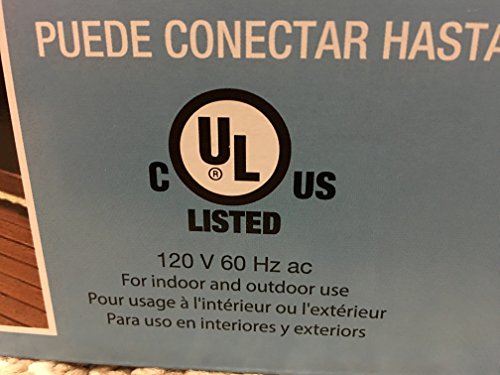 PUEDE CONECTAR HASTA
UL
®
C US
LISTED
120 V 60 Hz ac
For indoor and outdoor use
Pour usage à l'intérieur ou l'extérieur
Para uso en interiores y exteriors